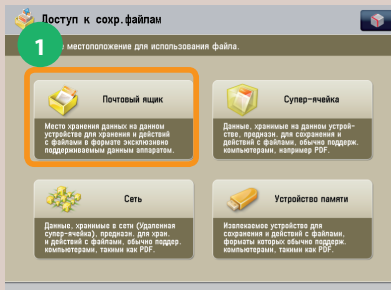 Доступ к сохр.файлам
1
местоположение для использования файла.
Почтовый ящик
Место хранения данных на данном
устройстве для хранения и действий
с файлами в формате эксклюзивно
поддерживаемым данным аппаратом.
Супер-ячейка
Данные, хранимые на данном устрой-
стве, предназн. для сохранения и
действий с файлами, обычно поддерж.
компьютерами, например PDF.
Сеть
Данные, хранимые в сети (Удаленная
супер-ячейка), предназн. для хран.
и действий с файлами, обычно поддер.
компьютерами, такими как PDF.
Устройство памяти
Извлекаемое устройство для
сохранения и действий с файлами,
форматы которых обычно поддерж.
компьютерами, такими как PDF.